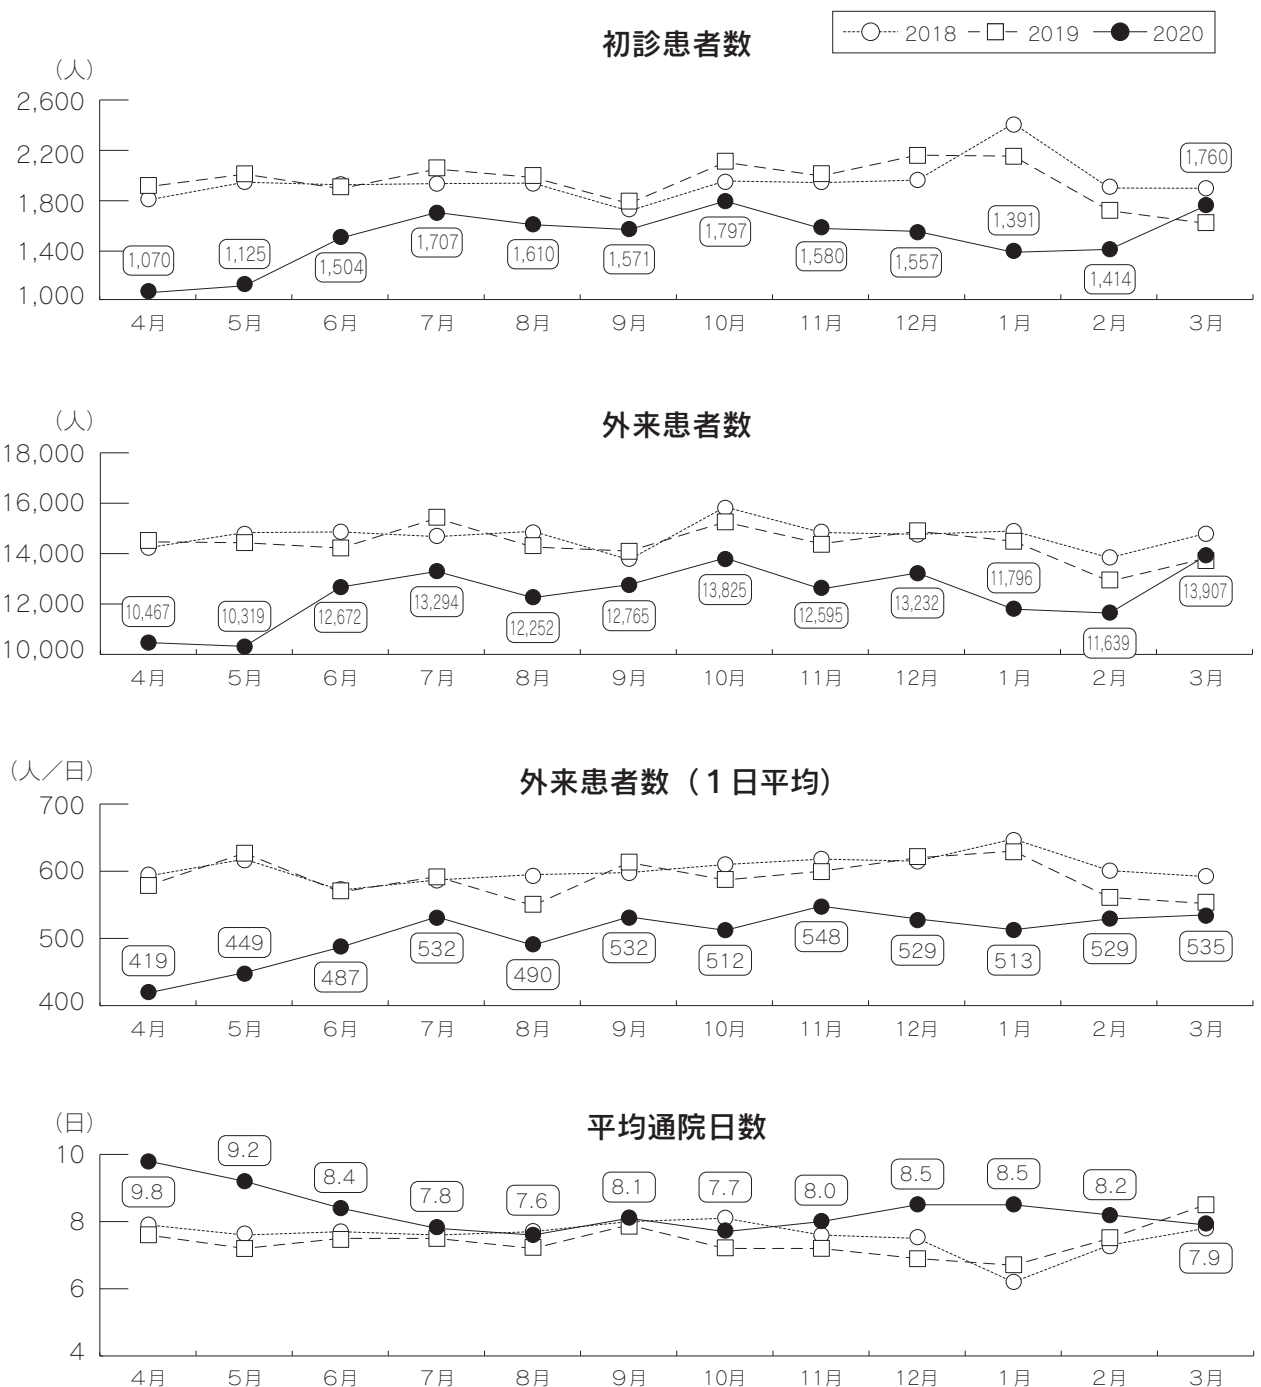 初診患者数
2018 2019 2020
（人）
2,600
2,200
1,800
1,400
1,000
1,070 1,125 1,504 1,707 1,610 1,571 1,797 1,580 1,557 1,391 1,414 1,760
4月 5月 6月 7月 8月 9月 10月 11月 12月 1月 2月 3月
外来患者数
（人）
18,000
16,000
14,000
12,000
10,000
10,467 10,319 12,672 13,294 12,252 12,765 13,825 12,595 13,232 11,796 11,639 13,907
4月 5月 6月 7月 8月 9月 10月 11月 12月 1月 2月 3月
外来患者数（１日平均）
（人／日）
700
600
500
400
419 449 487 532 490 532 512 548 529 513 529 535
4月 5月 6月 7月 8月 9月 10月 11月 12月 1月 2月 3月
平均通院日数
（日）
10
8
6
4
9.8 9.2 8.4 7.8 7.6 8.1 7.7 8.0 8.5 8.5 8.2 7.9
4月 5月 6月 7月 8月 9月 10月 11月 12月 1月 2月 3月